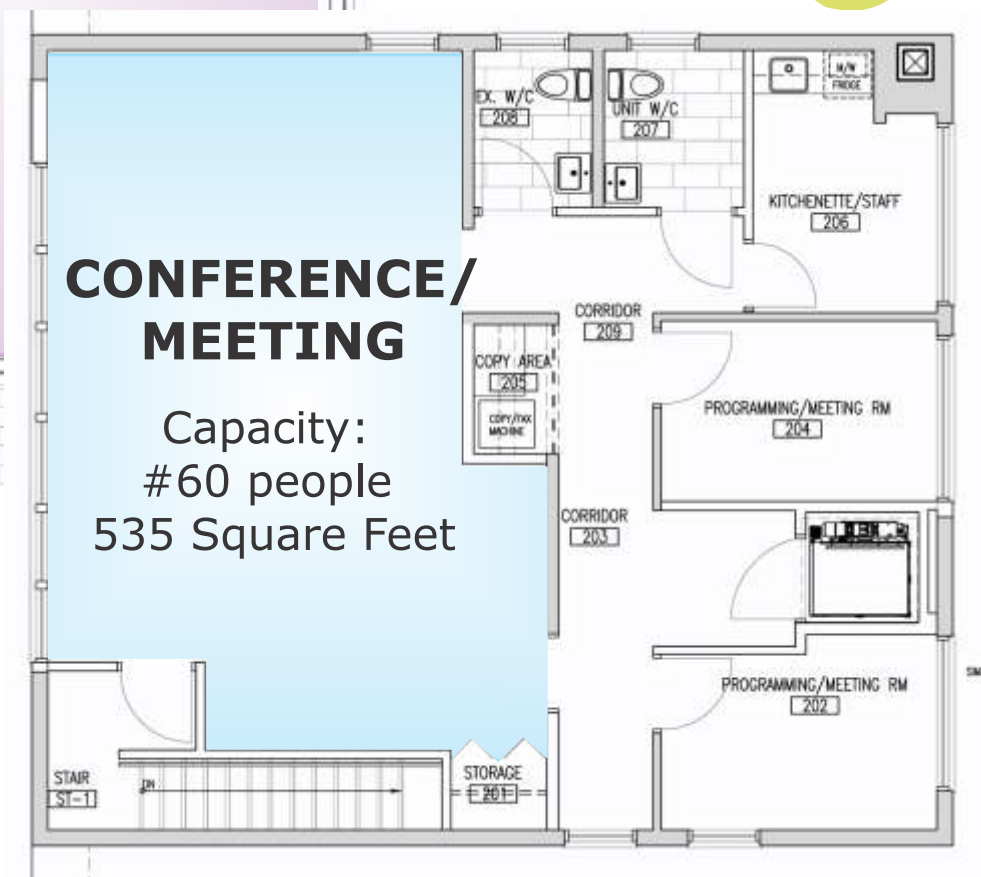 EX. W/C
208
UNIT W/C
207
M/W
FRIDGE
KITCHENETTE/STAFF
206
CONFERENCE/
MEETING
Capacity:
#60 people
535 Square Feet
CORRIDOR
209
COPY AREA
205
COPY/FAX
MACHINE
PROGRAMMING/MEETING RM
204
CORRIDOR
203
PROGRAMMING/MEETING RM
202
STAIR
ST-1
DN
STORAGE
201